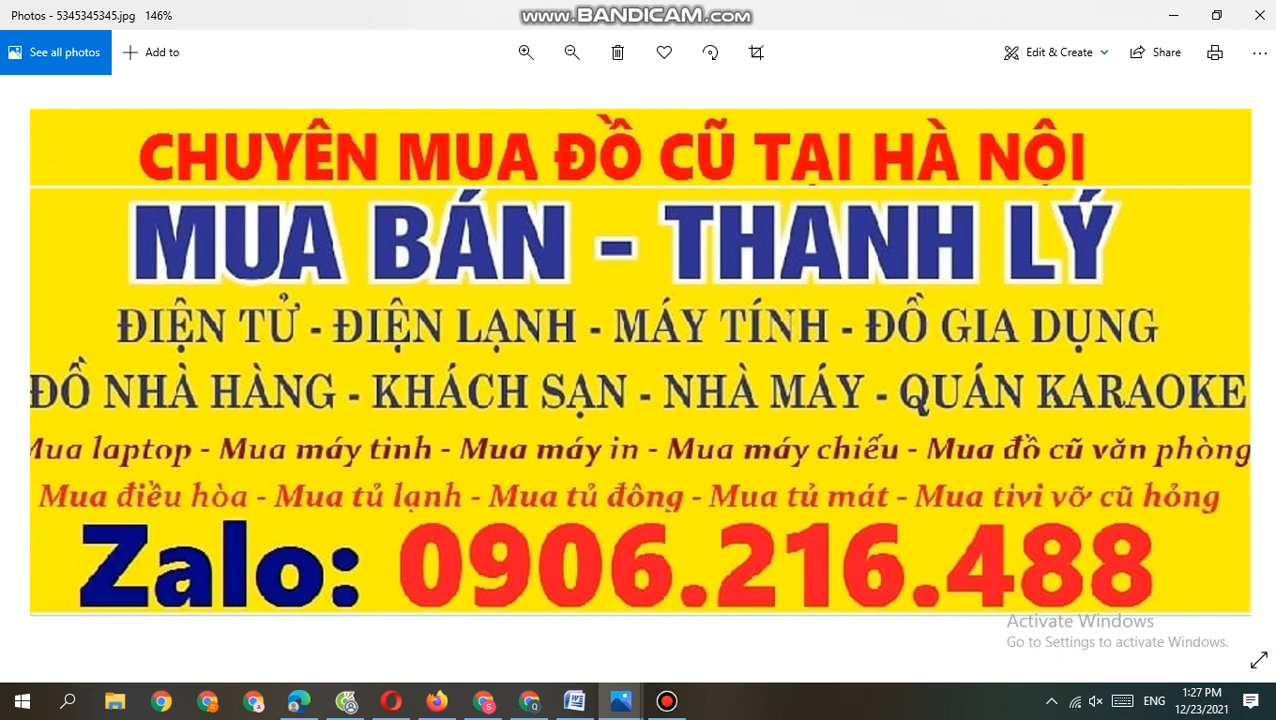 Photos - 5345345345.jpg 146%
www.BANDICAM.com
See all photos
Add to
Edit & Create
Share
CHUYÊN MUA ĐỒ CŨ TẠI HÀ NỘI
MUA BÁN - THANH LÝ
ĐIỆN TỬ - ĐIỆN LẠNH - MÁY TÍNH - ĐỒ GIA DỤNG
ĐỒ NHÀ HÀNG - KHÁCH SẠN - NHÀ MÁY - QUÁN KARAOKE
Mua laptop - Mua máy tinh - Mua máy in - Mua máy chiếu - Mua đồ cũ văn phòng
Mua điều hòa - Mua tủ lạnh - Mua tủ đông - Mua tủ mát - Mua tivi vỡ cũ hỏng
Zalo: 0906.216.488
Activate Windows
Go to Settings to activate Windows.
ENG
1:27 PM
12/23/2021